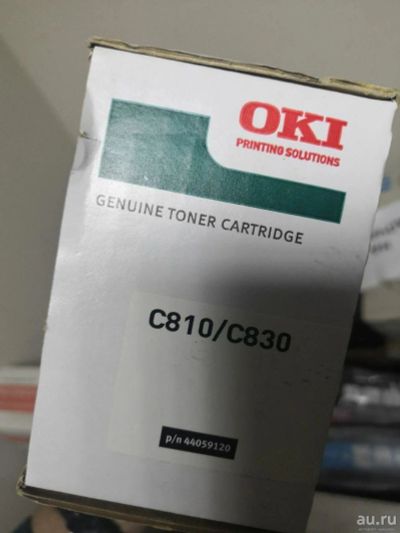 OKI
PRINTING SOLUTIONS
GENUINE TONER CARTRIDGE
C810/C830
p/n 44059120
au.ru